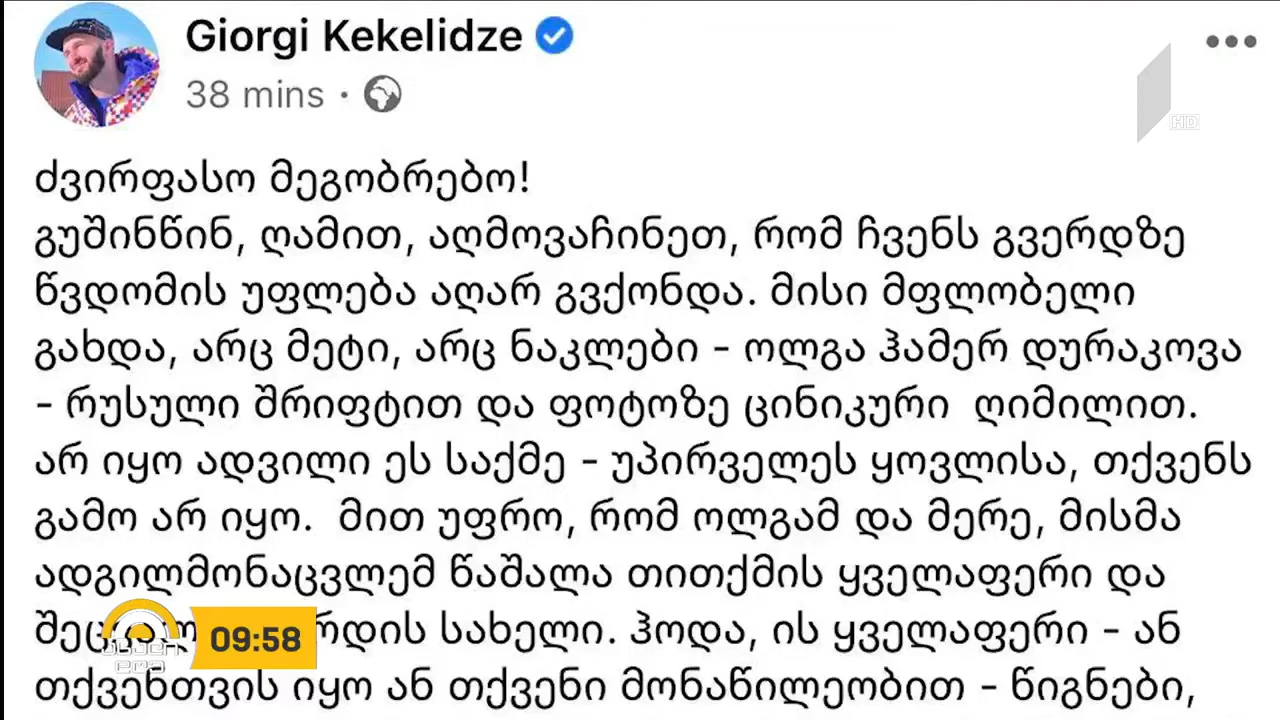 Giorgi Kekelidze
38 mins ·
HD
ძვირფასო მეგობრებო!
გუშინწინ, ღამით, აღმოვაჩინეთ, რომ ჩვენს გვერდზე
წვდომის უფლება აღარ გვქონდა. მისი მფლობელი
გახდა, არც მეტი, არც ნაკლები - ოლგა ჰამერ დურაკოვა
- რუსული შრიფტით და ფოტოზე ცინიკური ღიმილით.
არ იყო ადვილი ეს საქმე - უპირველეს ყოვლისა, თქვენს
გამო არ იყო. მით უფრო, რომ ოლგამ და მერე, მისმა
ადგილმონაცვლემ წაშალა თითქმის ყველაფერი და
სახელი. ჰოდა, ის ყველაფერი - ან
09:58
თქვენთვის იყო ან თქვენი მონაწილეობით - წიგნები,